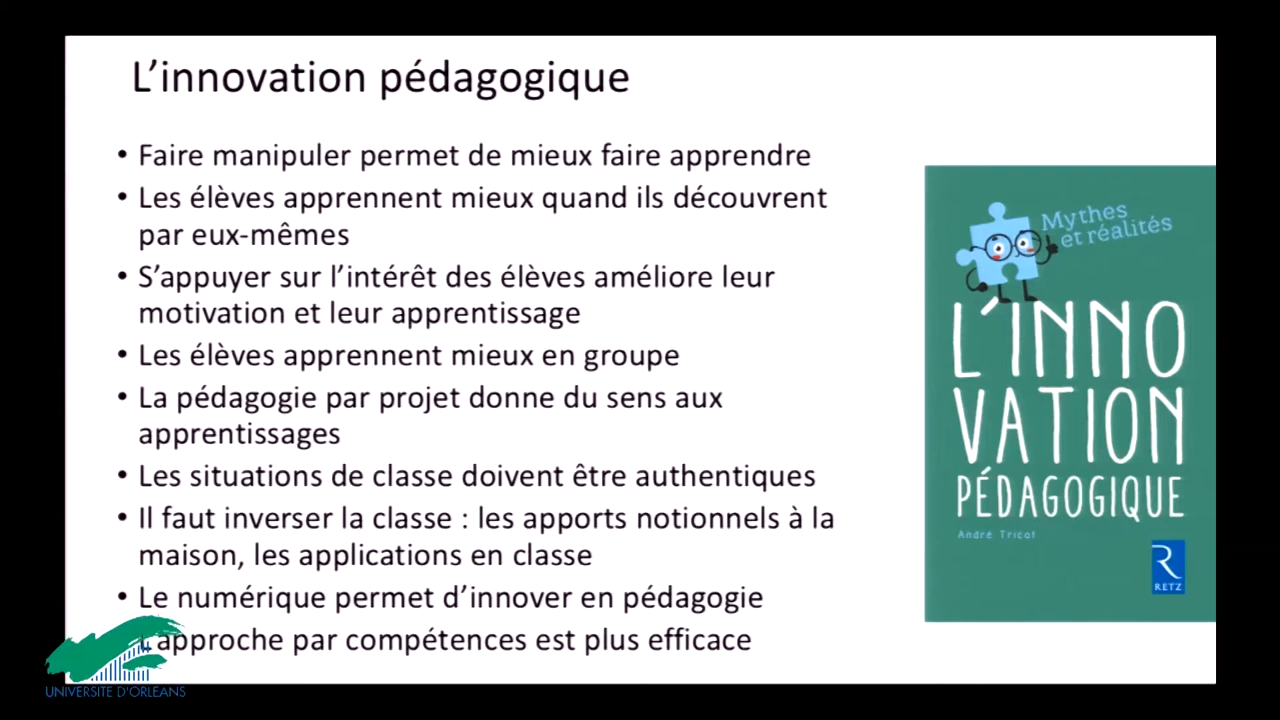 L’innovation pédagogique
• Faire manipuler permet de mieux faire apprendre
• Les élèves apprennent mieux quand ils découvrent
par eux-mêmes
• S’appuyer sur l’intérêt des élèves améliore leur
motivation et leur apprentissage
• Les élèves apprennent mieux en groupe
• La pédagogie par projet donne du sens aux
apprentissages
• Les situations de classe doivent être authentiques
• Il faut inverser la classe : les apports notionnels à la
maison, les applications en classe
• Le numérique permet d’innover en pédagogie
L’approche par compétences est plus efficace
Mythes
et réalités
L’INNO
VATION
PÉDAGOGIQUE
André Tricot
RETZ
UNIVERSITE D'ORLEANS